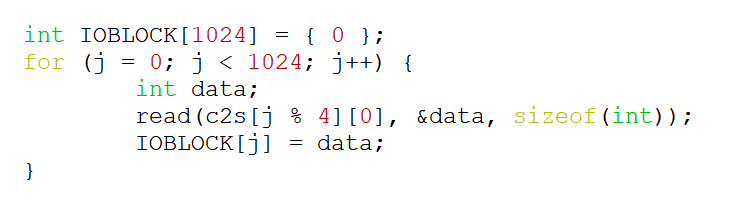 int IOBLOCK[1024] = { 0 };
for (j = 0; j < 1024; j++) {
        int data;
        read(c2s[j % 4][0], &data, sizeof(int));
        IOBLOCK[j] = data;
}